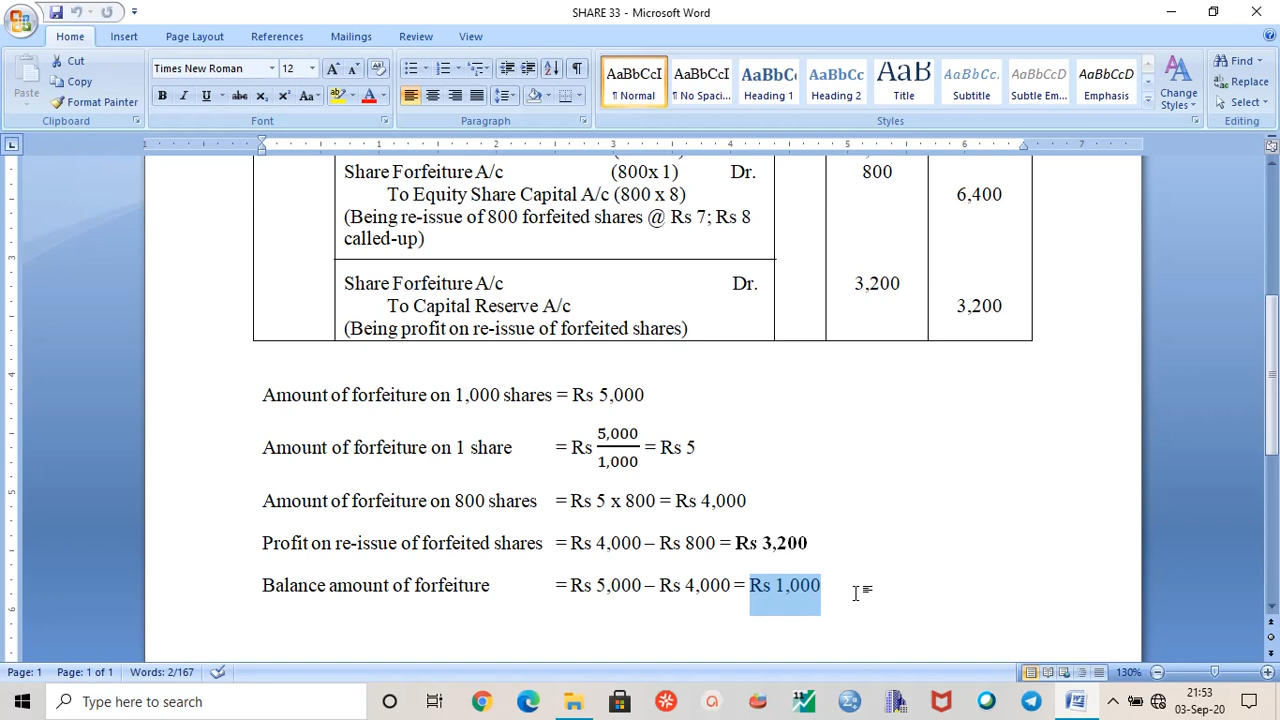 SHARE 33 - Microsoft Word
Home Insert Page Layout References Mailings Review View
Paste Cut Copy Format Painter
Times New Roman 12
AaBbCcI AaBbCcI AaBbCc AaBbCc AaB AaBbCcI AaBbCcD AaBbCcD
¶ Normal ¶ No Spaci... Heading 1 Heading 2 Title Subtitle Subtle Em... Emphasis
Change Styles
Find Replace Select
Clipboard Font Paragraph Styles Editing
Share Forfeiture A/c (800x 1) Dr. 800
To Equity Share Capital A/c (800 x 8) 6,400
(Being re-issue of 800 forfeited shares @ Rs 7; Rs 8
called-up)
Share Forfeiture A/c Dr. 3,200
To Capital Reserve A/c 3,200
(Being profit on re-issue of forfeited shares)
Amount of forfeiture on 1,000 shares = Rs 5,000
Amount of forfeiture on 1 share = Rs 5,000/1,000 = Rs 5
Amount of forfeiture on 800 shares = Rs 5 x 800 = Rs 4,000
Profit on re-issue of forfeited shares = Rs 4,000 – Rs 800 = Rs 3,200
Balance amount of forfeiture = Rs 5,000 – Rs 4,000 = Rs 1,000
Page: 1 Page: 1 of 1 Words: 2/167 130%
Type here to search
21:53
03-Sep-20